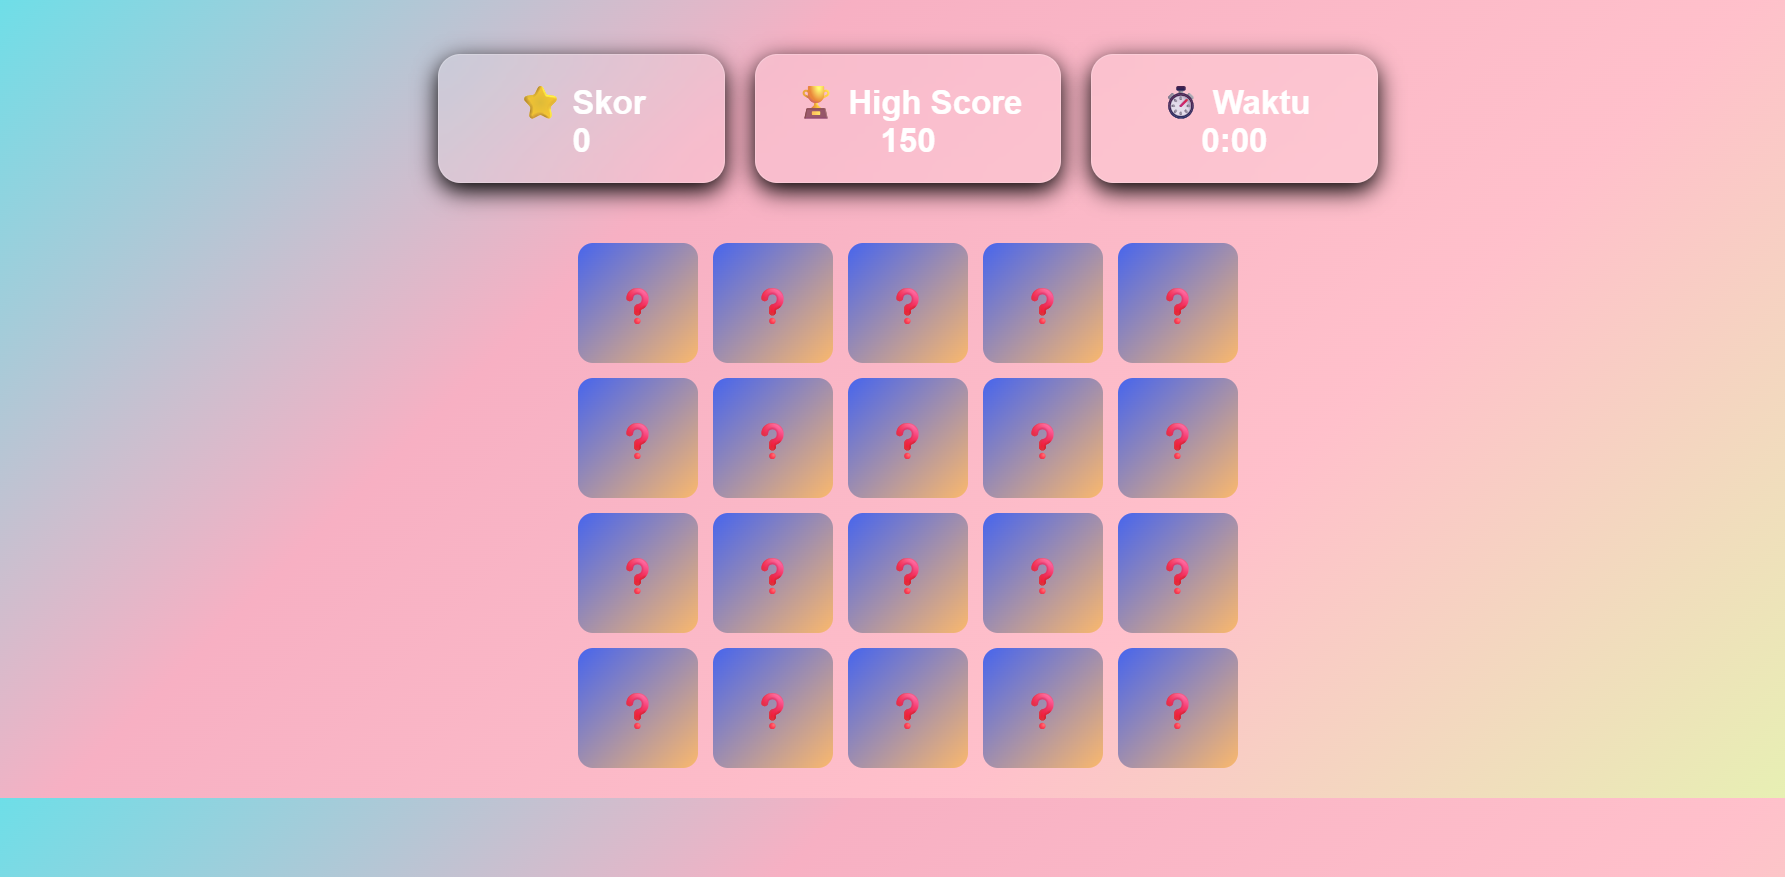 ⭐ Skor
0
🏆 High Score
150
⏱️ Waktu
0:00
❓ ❓ ❓ ❓ ❓
❓ ❓ ❓ ❓ ❓
❓ ❓ ❓ ❓ ❓
❓ ❓ ❓ ❓ ❓